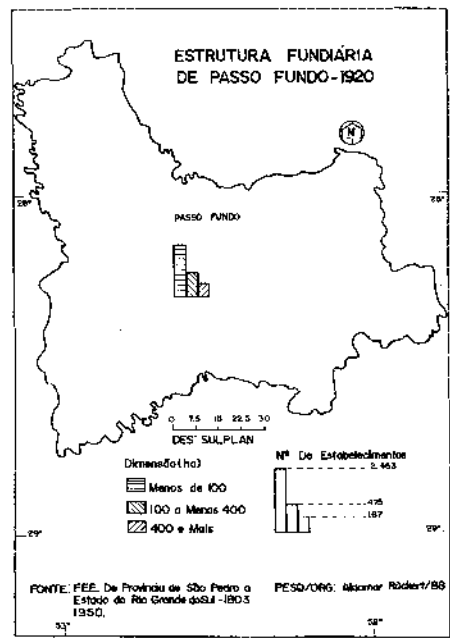 ESTRUTURA FUNDIÁRIA
DE PASSO FUNDO-1920
N
28°
28°
PASSO FUNDO
0 7.5 15 22.5 30
DES' SULPLAN
Dimensão(ha)
Menos de 100
100 a Menos 400
400 e Mais
Nº De Estabelecimentos
2.463
475
187
29°
29°
FONTE: FEE. De Província de São Pedro a
Estado do Rio Grande do Sul -1803
1950.
PESQ/ORG: Aldomar Rückert/88
53°
52°